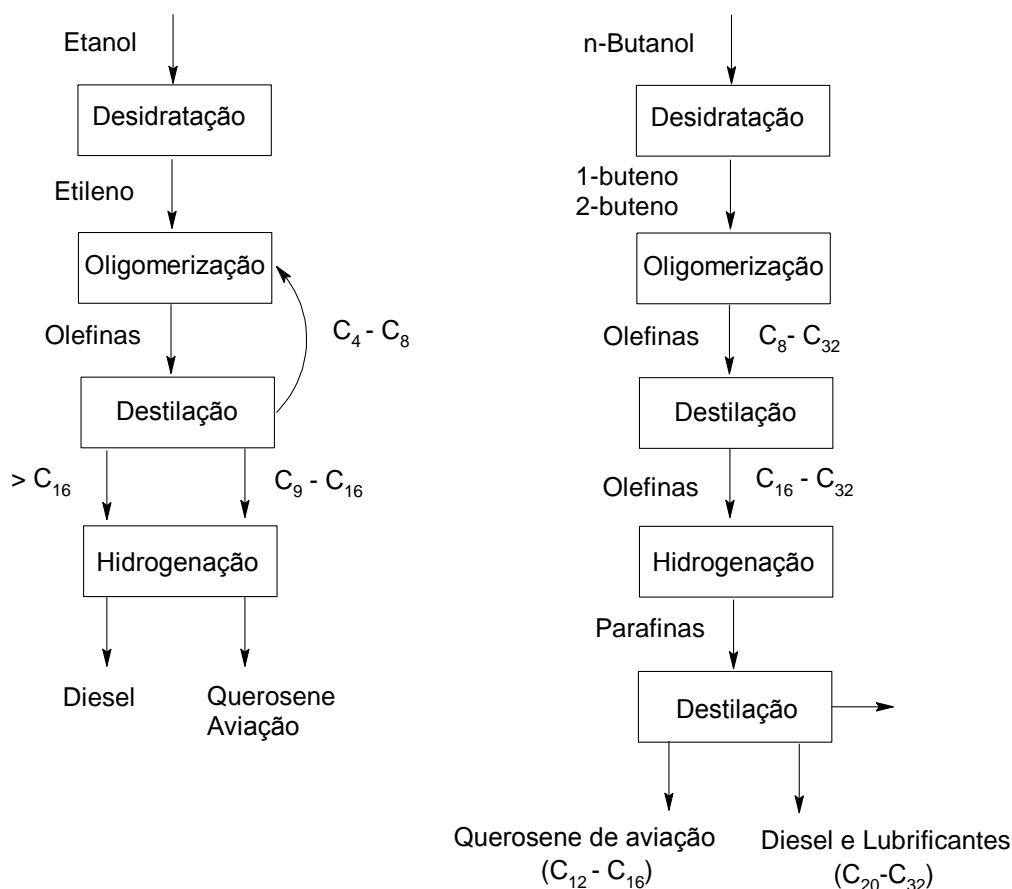 Etanol
Desidratação
Etileno
Oligomerização
Olefinas
C₄ - C₈
Destilação
> C₁₆
C₉ - C₁₆
Hidrogenação
Diesel
Querosene
Aviação
n-Butanol
Desidratação
1-buteno
2-buteno
Oligomerização
Olefinas
C₈- C₃₂
Destilação
Olefinas
C₁₆ - C₃₂
Hidrogenação
Parafinas
Destilação
Querosene de aviação
(C₁₂ - C₁₆)
Diesel e Lubrificantes
(C₂₀-C₃₂)